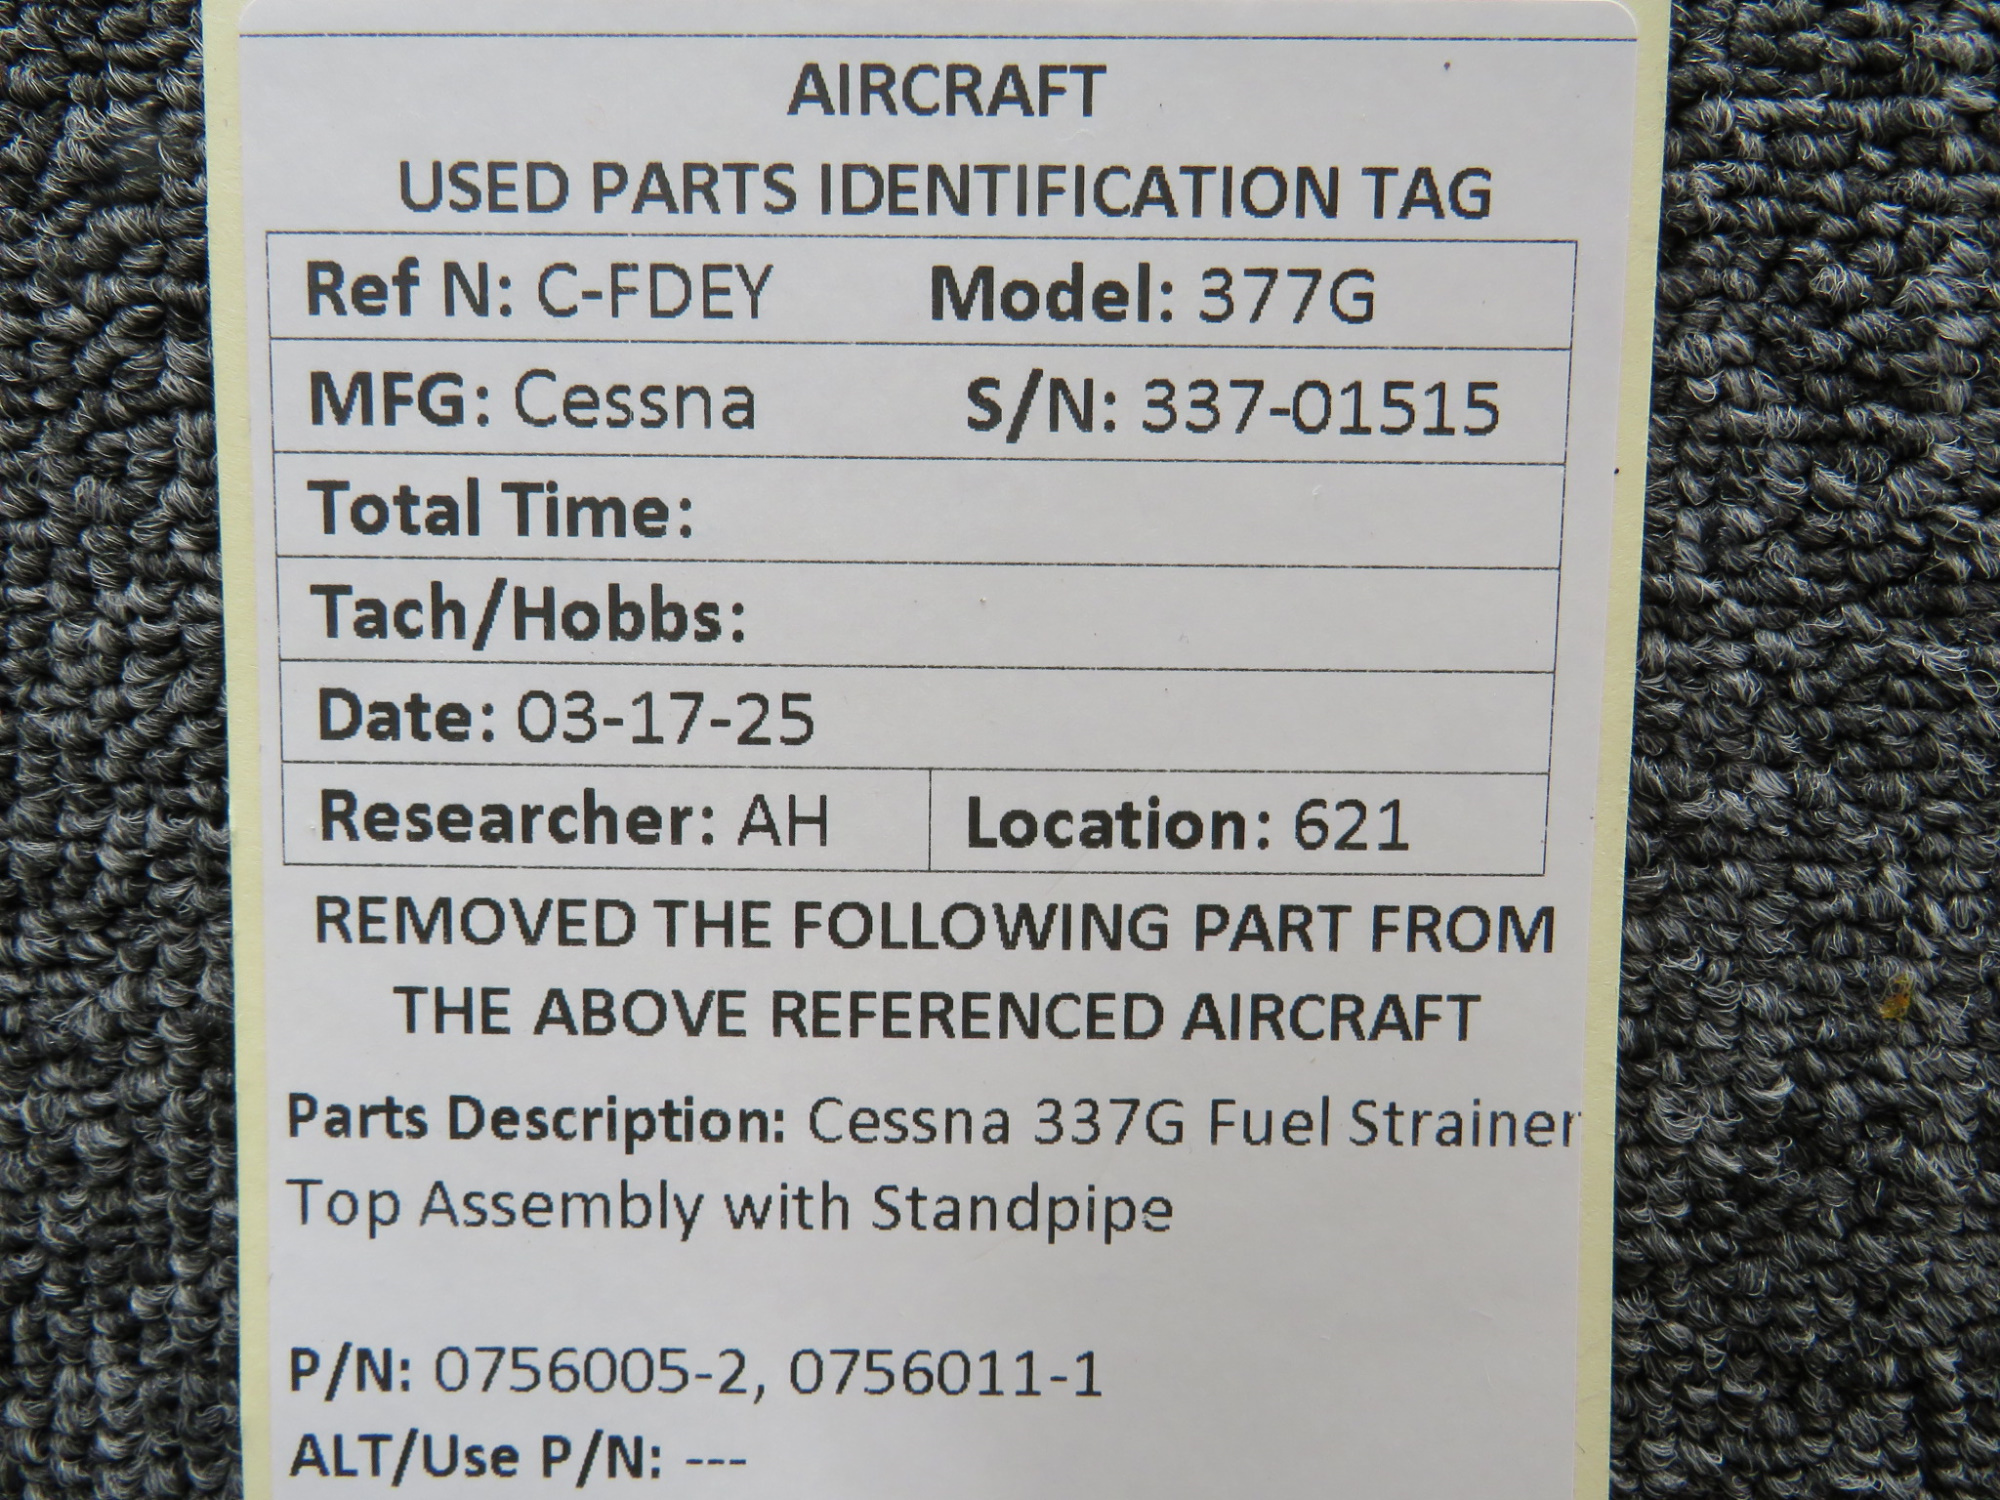 AIRCRAFT
USED PARTS IDENTIFICATION TAG
Ref N: C-FDEY Model: 377G
MFG: Cessna S/N: 337-01515
Total Time:
Tach/Hobbs:
Date: 03-17-25
Researcher: AH Location: 621
REMOVED THE FOLLOWING PART FROM
THE ABOVE REFERENCED AIRCRAFT
Parts Description: Cessna 337G Fuel Strainer
Top Assembly with Standpipe
P/N: 0756005-2, 0756011-1
ALT/Use P/N: ---